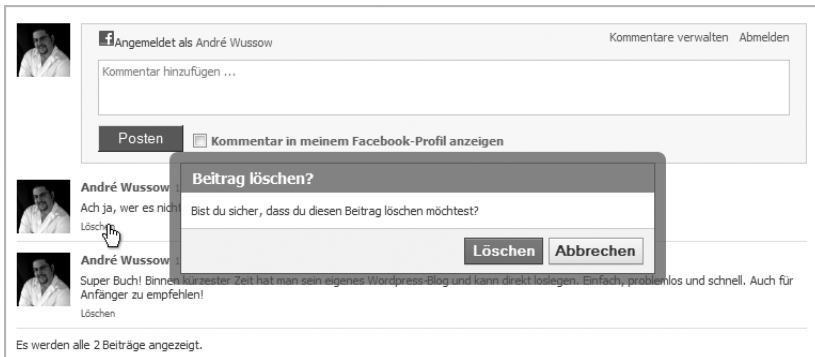 Angemeldet als André Wussow
Kommentare verwalten Abmelden
Kommentar hinzufügen ...
Posten
Kommentar in meinem Facebook-Profil anzeigen
Beitrag löschen?
Bist du sicher, dass du diesen Beitrag löschen möchtest?
Löschen Abbrechen
André Wussow
Ach ja, wer es nicht
Löschen
André Wussow
Super Buch! Binnen kürzester Zeit hat man sein eigenes Wordpress-Blog und kann direkt loslegen. Einfach, problemlos und schnell. Auch für
Anfänger zu empfehlen!
Löschen
Es werden alle 2 Beiträge angezeigt.